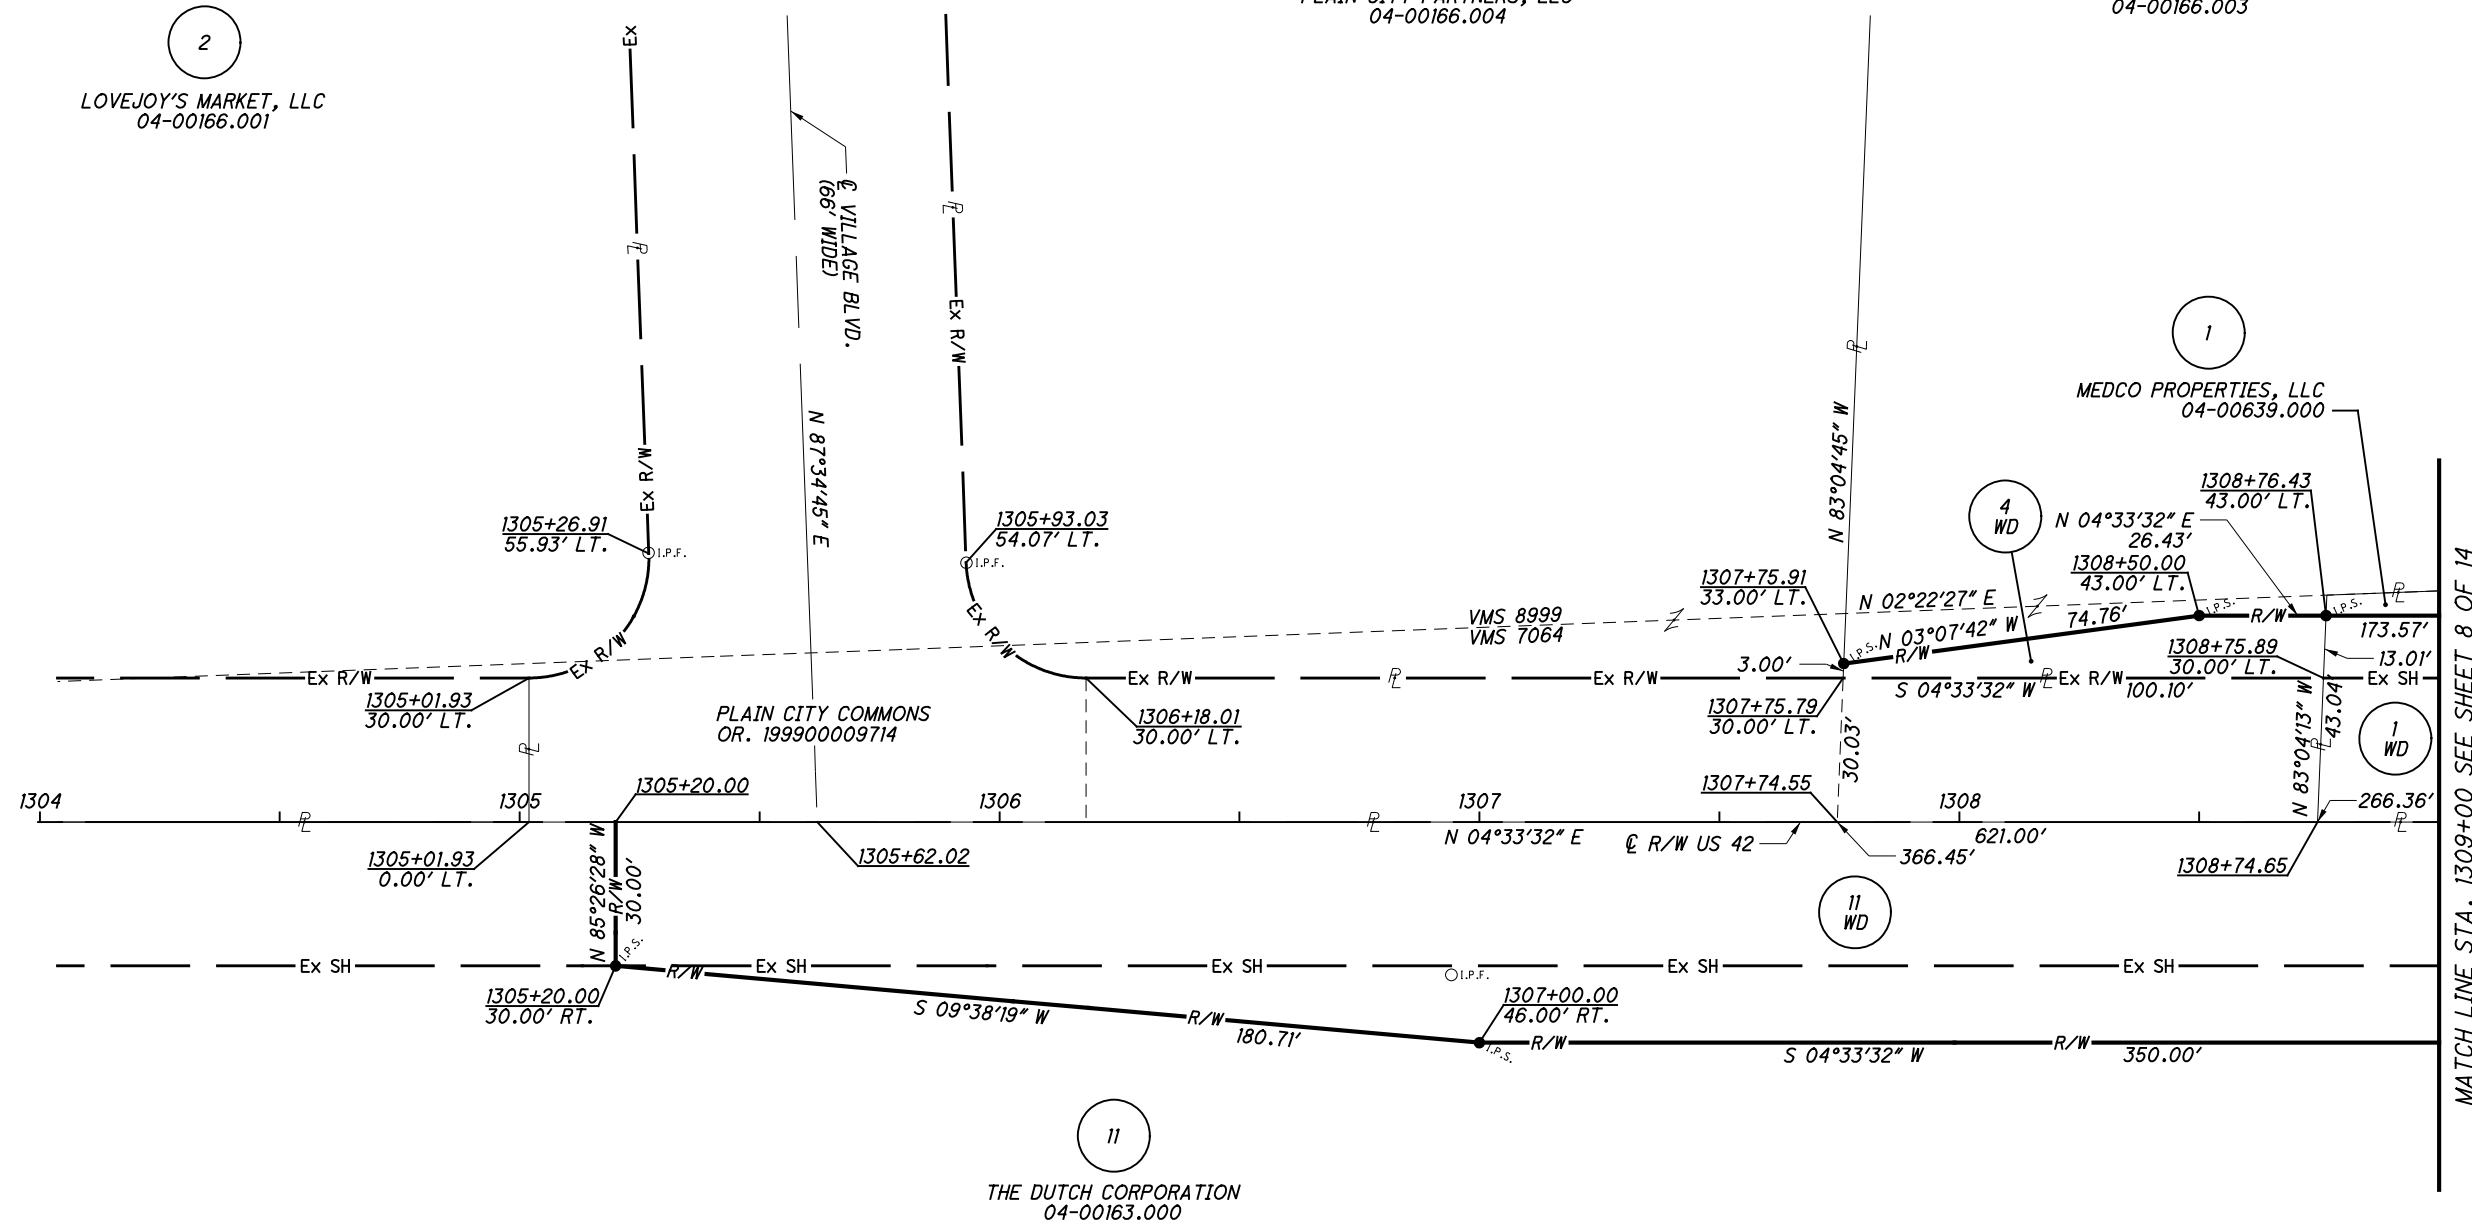 PLAIN CITY PARTNERS, LLC
04-00166.004
04-00166.003
2
LOVEJOY'S MARKET, LLC
04-00166.001
Ex
℄ VILLAGE BLVD.
(66' WIDE)
N 87°34'45" E
Ex R/W
Ex R/W
1305+26.91
55.93' LT.
I.P.F.
1305+93.03
54.07' LT.
I.P.F.
Ex R/W
Ex R/W
N 83°04'45" W
1
MEDCO PROPERTIES, LLC
04-00639.000
1308+76.43
43.00' LT.
4
WD
N 04°33'32" E
26.43'
1308+50.00
43.00' LT.
1307+75.91
33.00' LT.
N 02°22'27" E
VMS 8999
VMS 7064
I.P.S.
N 03°07'42" W
74.76'
R/W
I.P.S.
R/W
I.P.S.
173.57'
1308+75.89
30.00' LT.
13.01'
3.00'
Ex R/W
Ex R/W
Ex R/W
S 04°33'32" W
Ex R/W
100.10'
Ex SH
1305+01.93
30.00' LT.
PLAIN CITY COMMONS
OR. 199900009714
1306+18.01
30.00' LT.
1307+75.79
30.00' LT.
30.03'
N 83°04'13" W
43.04'
1
WD
1304
1305
1305+20.00
1306
1307
1307+74.55
1308
266.36'
N 04°33'32" E
℄ R/W US 42
621.00'
366.45'
1305+01.93
0.00' LT.
1305+62.02
1308+74.65
N 85°26'28" W
R/W
30.00'
11
WD
I.P.S.
Ex SH
Ex SH
Ex SH
Ex SH
Ex SH
R/W
I.P.F.
1305+20.00
30.00' RT.
S 09°38'19" W
R/W
180.71'
1307+00.00
46.00' RT.
I.P.S.
R/W
S 04°33'32" W
R/W
350.00'
11
THE DUTCH CORPORATION
04-00163.000
MATCH LINE STA. 1309+00 SEE SHEET 8 OF 14